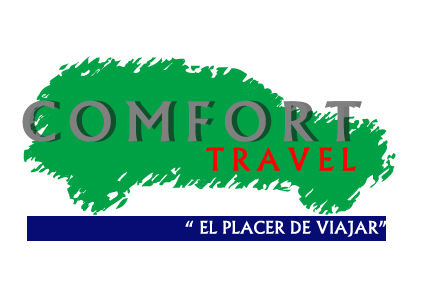 COMFORT
TRAVEL
“ EL PLACER DE VIAJAR”